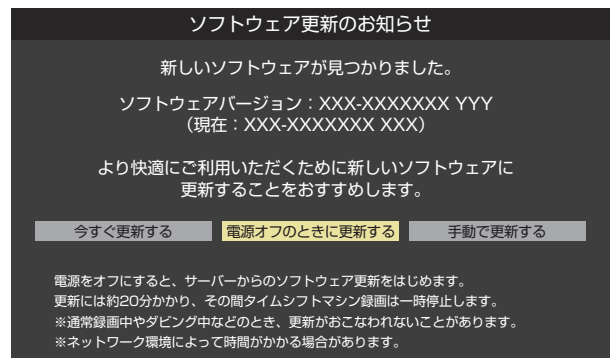 ソフトウェア更新のお知らせ
新しいソフトウェアが見つかりました。
ソフトウェアバージョン：XXX-XXXXXXX YYY
（現在：XXX-XXXXXXX XXX）
より快適にご利用いただくために新しいソフトウェアに
更新することをおすすめします。
今すぐ更新する 電源オフのときに更新する 手動で更新する
電源をオフにすると、サーバーからのソフトウェア更新をはじめます。
更新には約20分かかり、その間タイムシフトマシン録画は一時停止します。
※通常録画中やダビング中などのとき、更新がおこなわれないことがあります。
※ネットワーク環境によって時間がかかる場合があります。